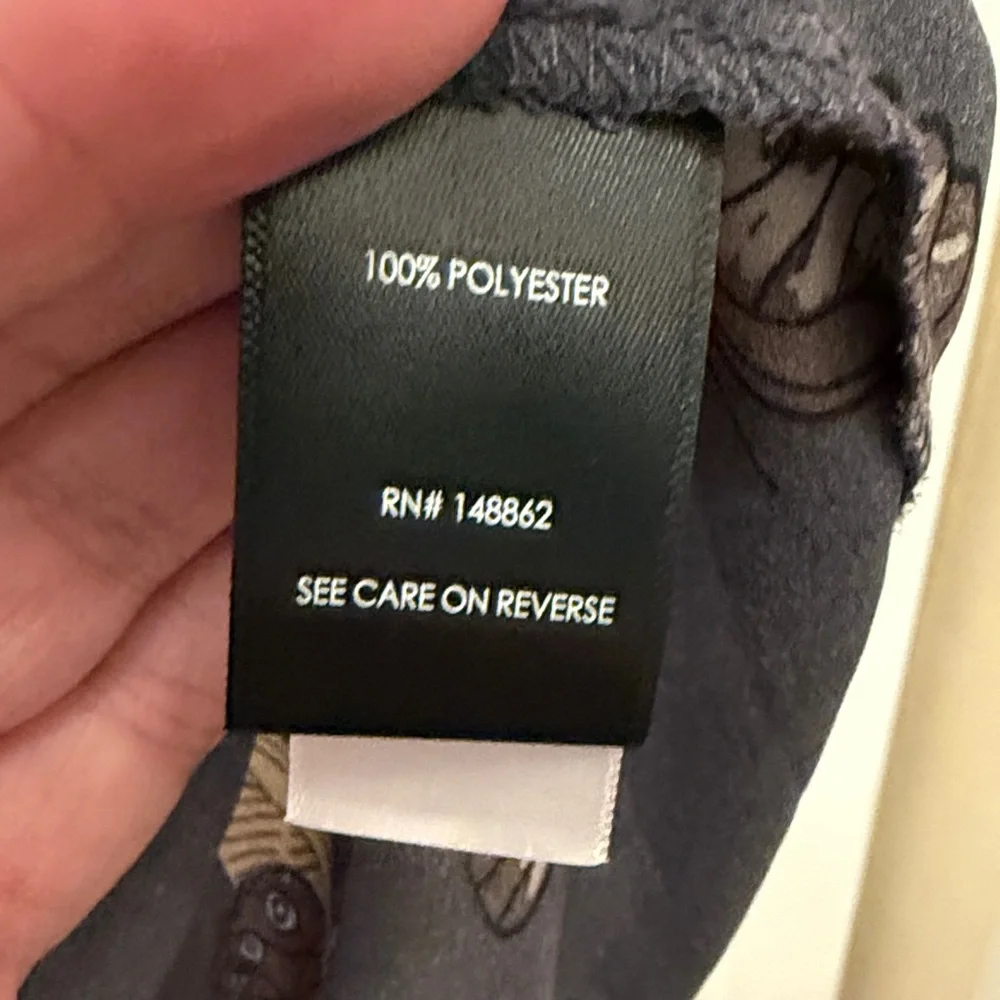 100% POLYESTER
RN# 148862
SEE CARE ON REVERSE